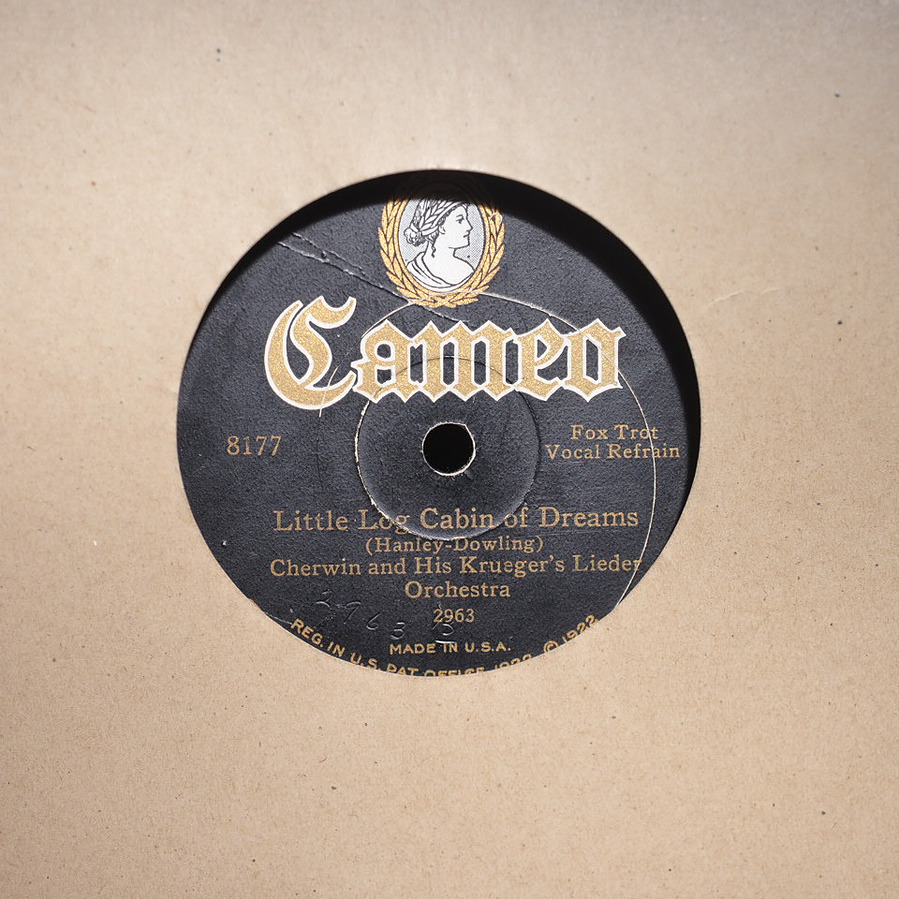 Cameo
8177
Fox Trot
Vocal Refrain
Little Log Cabin of Dreams
(Hanley-Dowling)
Cherwin and His Krueger's Lieder
Orchestra
2963
2963 B
MADE IN U.S.A.
REG. IN U.S. PAT OFFICE 1922 © 1922